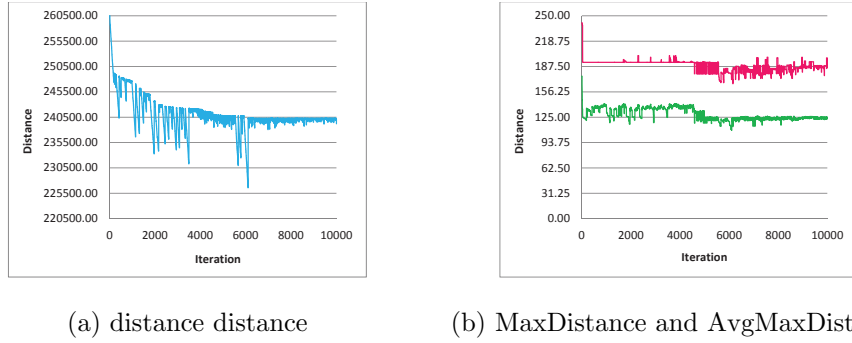 260500.00
255500.00
250500.00
245500.00
240500.00
235500.00
230500.00
225500.00
220500.00
Distance
0 2000 4000 6000 8000 10000
Iteration
(a) distance distance
250.00
218.75
187.50
156.25
125.00
93.75
62.50
31.25
0.00
Distance
0 2000 4000 6000 8000 10000
Iteration
(b) MaxDistance and AvgMaxDist